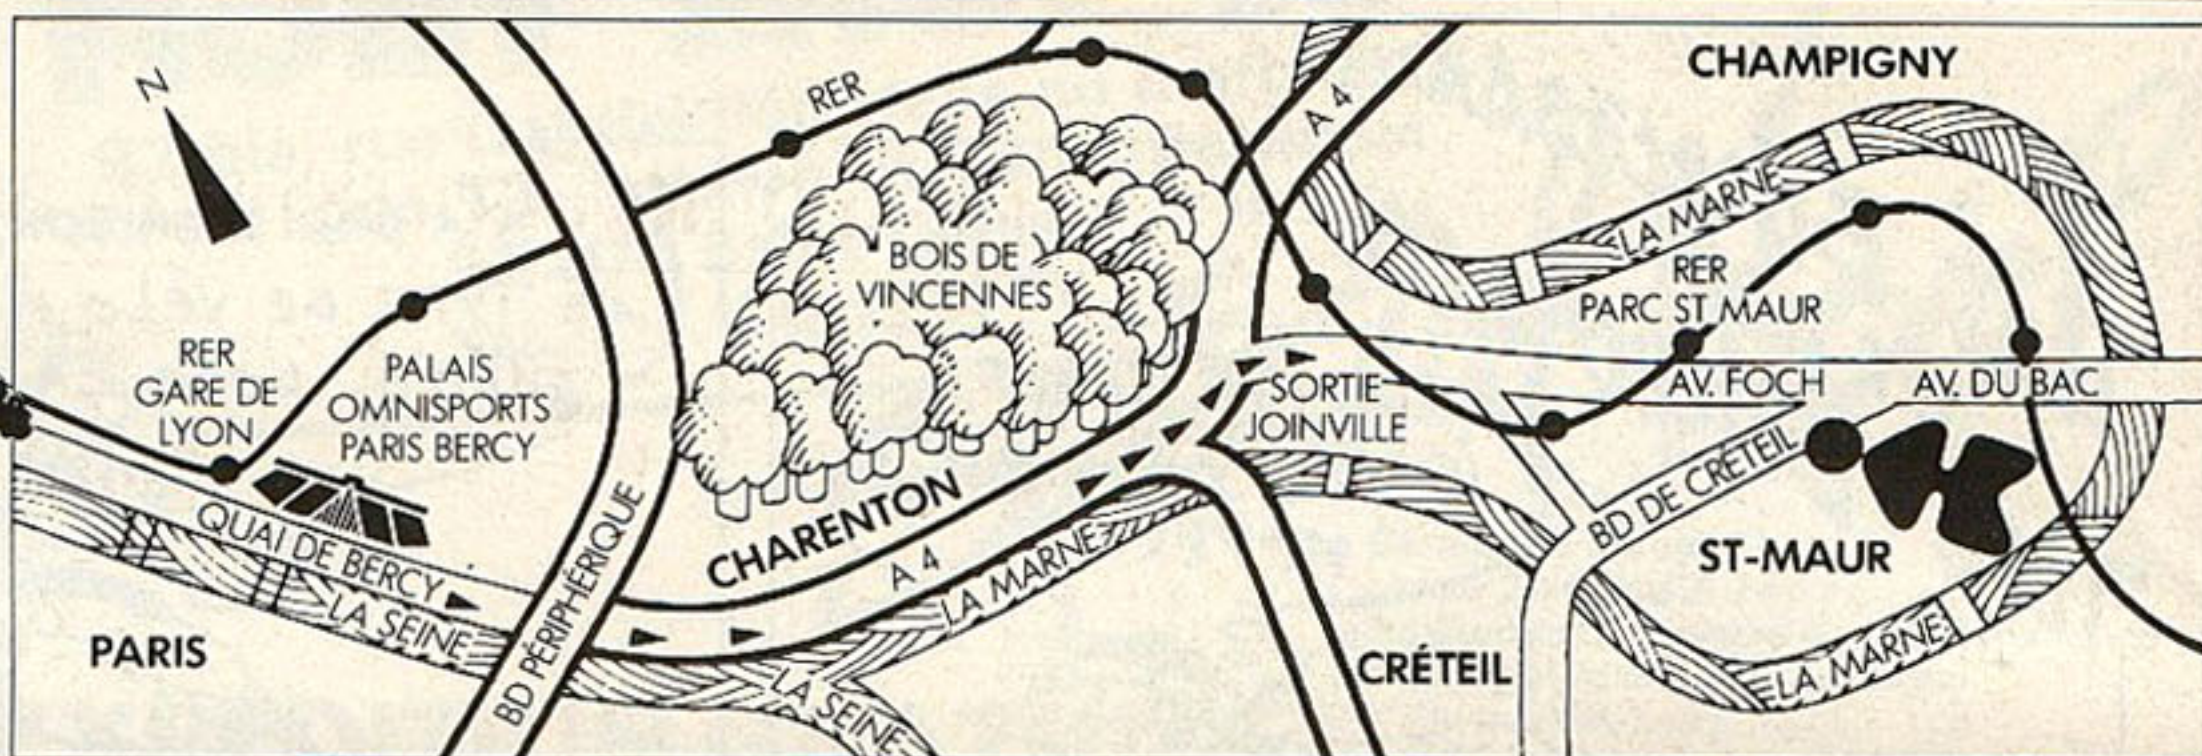 N
RER
A 4
CHAMPIGNY
LA MARNE
BOIS DE
VINCENNES
RER
PARC ST MAUR
RER
GARE DE
LYON
PALAIS
OMNISPORTS
PARIS BERCY
SORTIE
JOINVILLE
AV. FOCH
AV. DU BAC
BD DE CRÉTEIL
QUAI DE BERCY
LA SEINE
BD PÉRIPHÉRIQUE
CHARENTON
A 4
LA MARNE
ST-MAUR
PARIS
LA SEINE
CRÉTEIL
LA MARNE